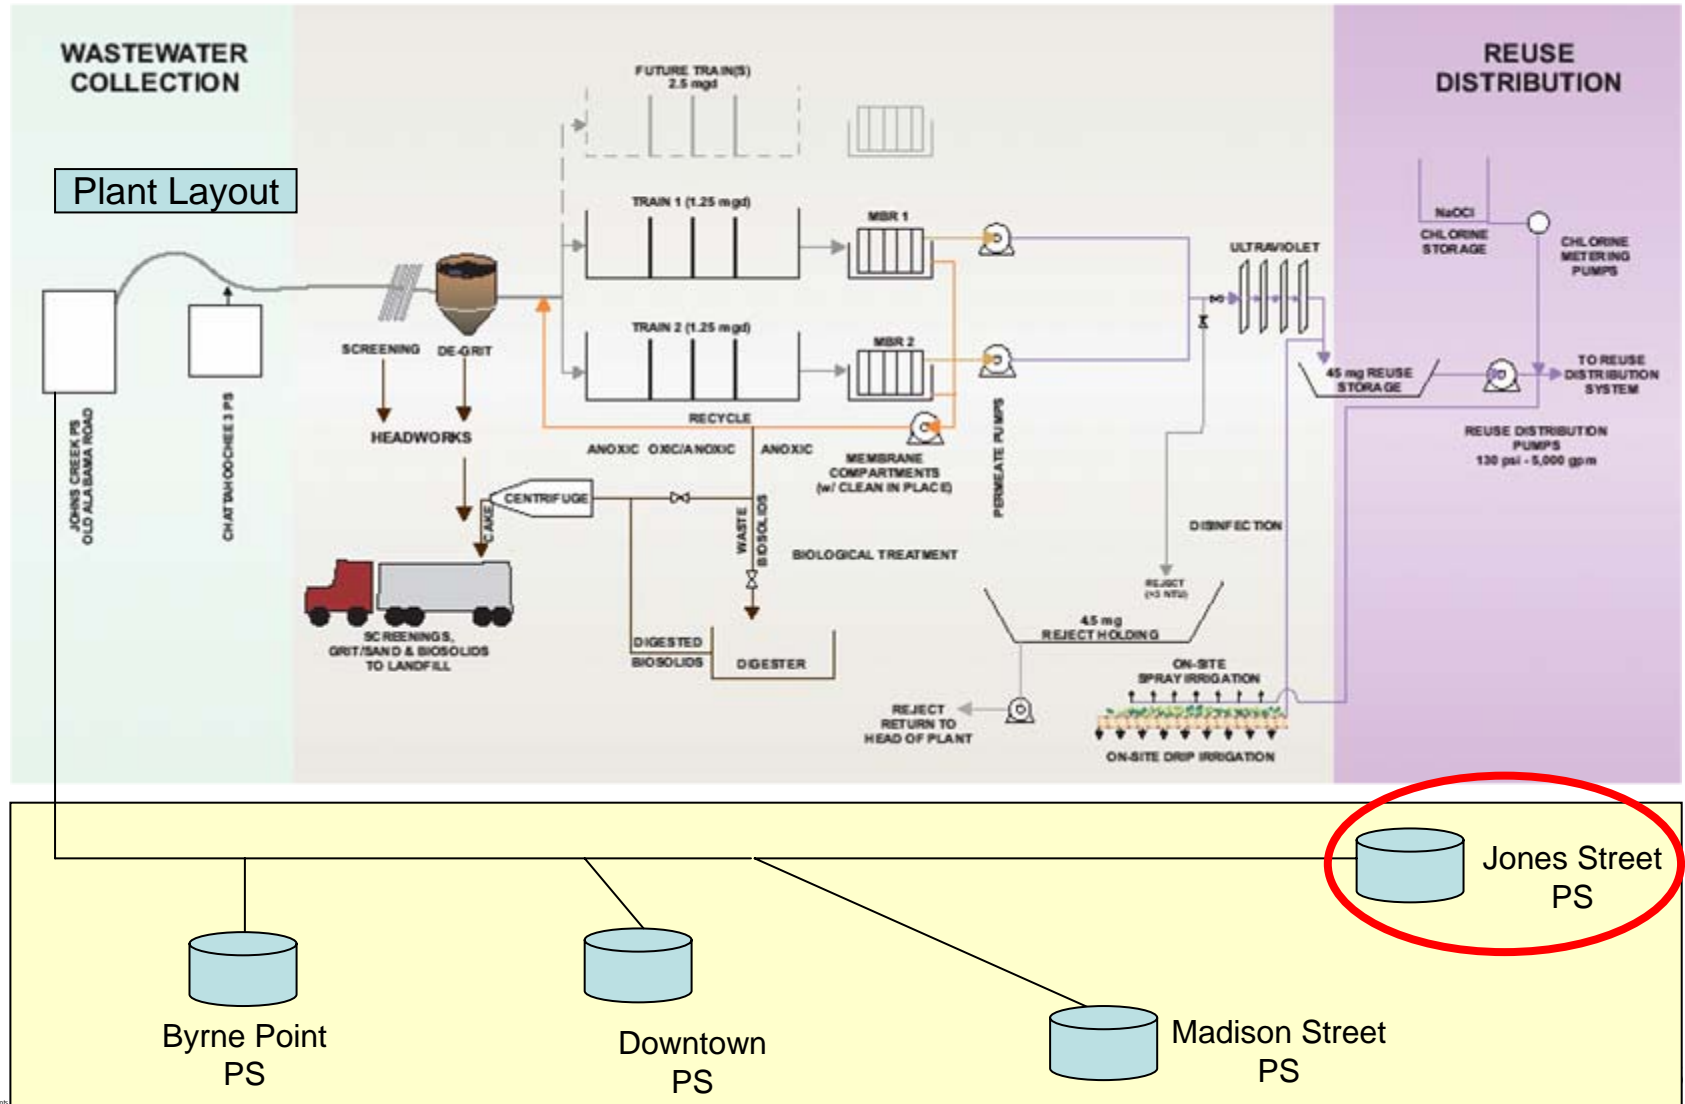 WASTEWATER
COLLECTION
REUSE
DISTRIBUTION
FUTURE TRAIN(S)
2.5 mgd
Plant Layout
TRAIN 1 (1.25 mgd)
MBR 1
NaOCl
CHLORINE
STORAGE
CHLORINE
METERING
PUMPS
ULTRAVIOLET
SCREENING
DE-GRIT
TRAIN 2 (1.25 mgd)
MBR 2
45 mg REUSE
STORAGE
TO REUSE
DISTRIBUTION
SYSTEM
JOHNS CREEK PS
OLD ALABAMA ROAD
CHATTAHOOCHEE 3 PS
HEADWORKS
RECYCLE
ANOXIC
OXIC/ANOXIC
ANOXIC
MEMBRANE
COMPARTMENTS
(w/ CLEAN IN PLACE)
PERMEATE PUMPS
REUSE DISTRIBUTION
PUMPS
130 psi - 5,000 gpm
CENTRIFUGE
CAKE
WASTE
BIOSOLIDS
DISINFECTION
BIOLOGICAL TREATMENT
REJECT
(>3 NTU)
4.5 mg
REJECT HOLDING
SCREENINGS,
GRIT/SAND & BIOSOLIDS
TO LANDFILL
DIGESTED
BIOSOLIDS
DIGESTER
ON-SITE
SPRAY IRRIGATION
REJECT
RETURN TO
HEAD OF PLANT
ON-SITE DRIP IRRIGATION
Jones Street
PS
Byrne Point
PS
Downtown
PS
Madison Street
PS